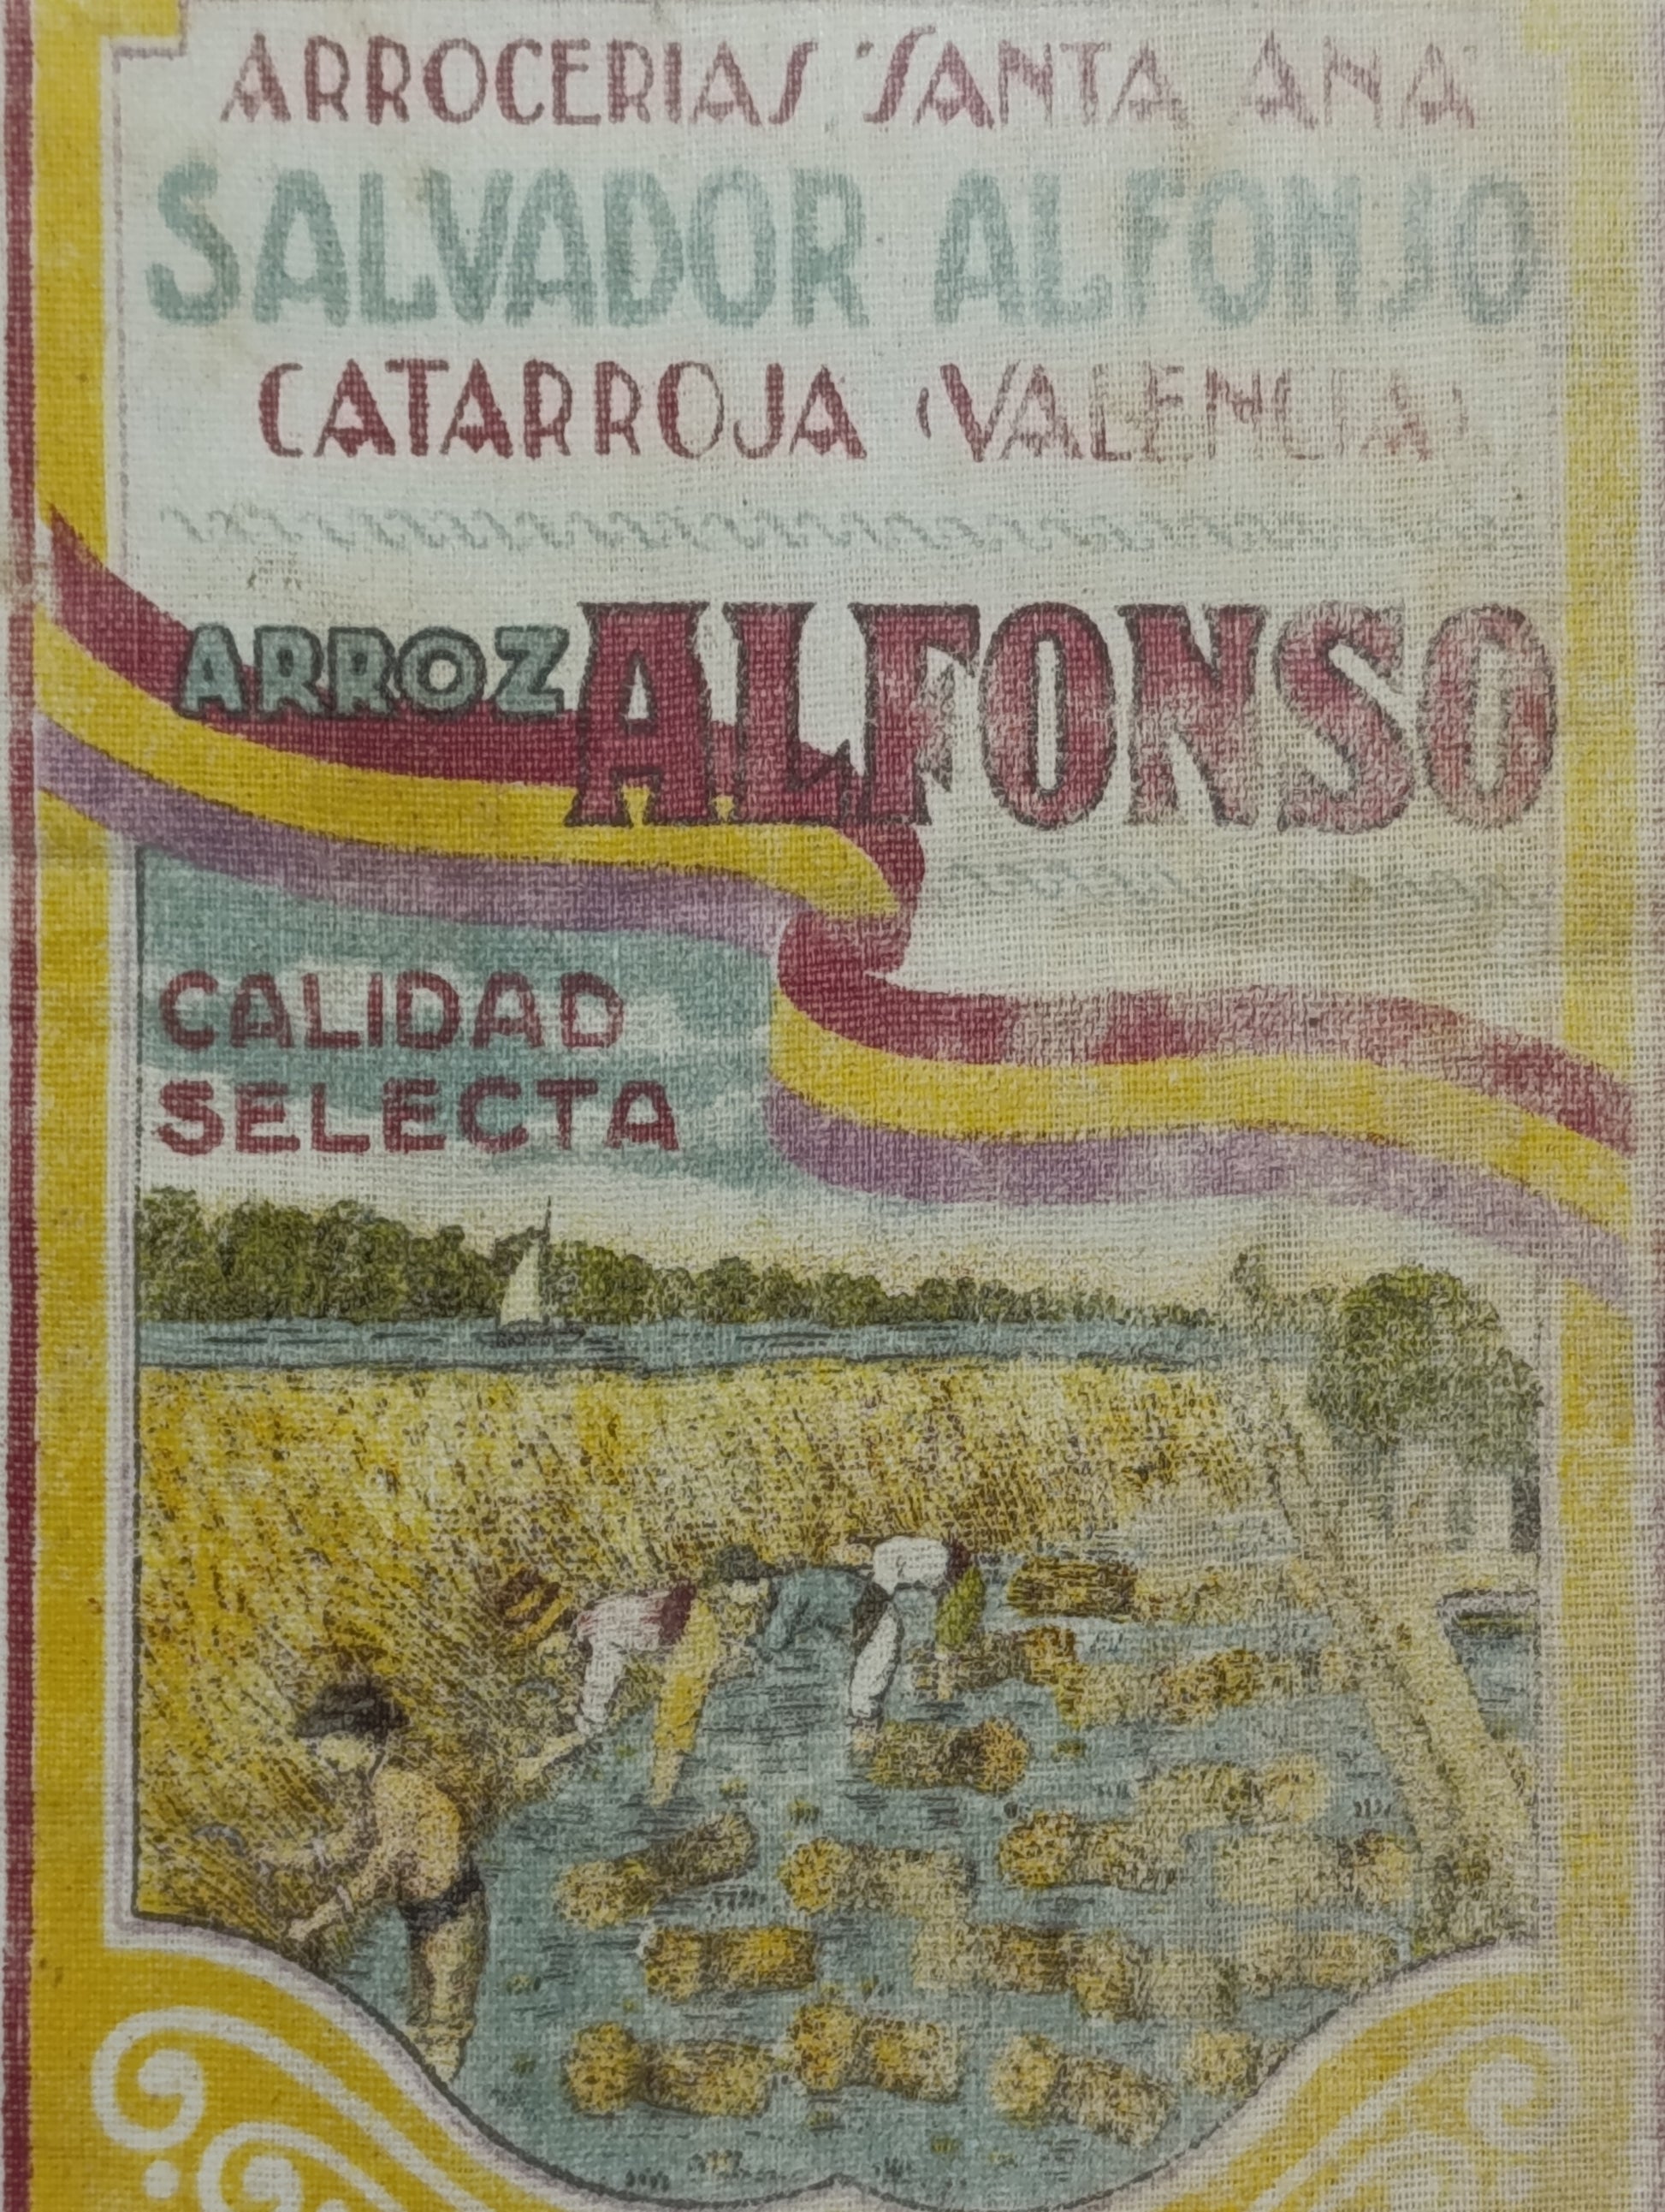 ARROCERIAS "SANTA ANA"
SALVADOR ALFONSO
CATARROJA (VALENCIA)
ARROZ ALFONSO
CALIDAD
SELECTA